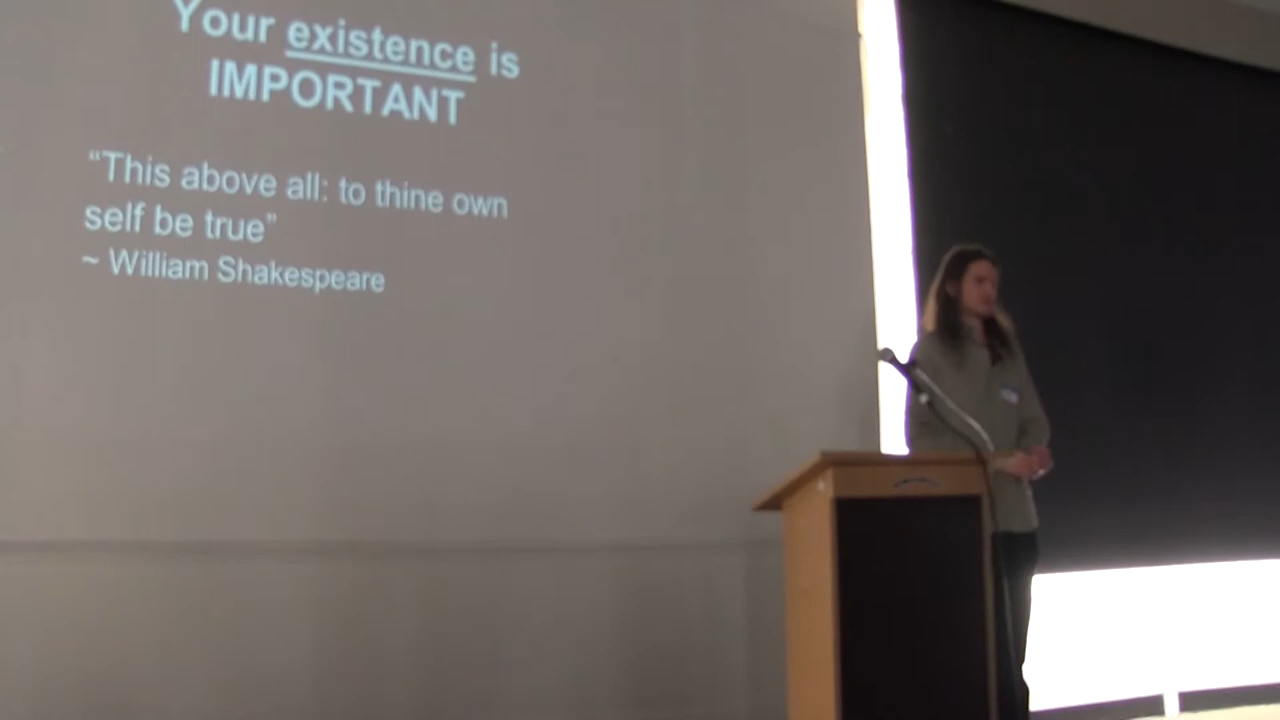 Your existence is
IMPORTANT
“This above all: to thine own
self be true”
~ William Shakespeare